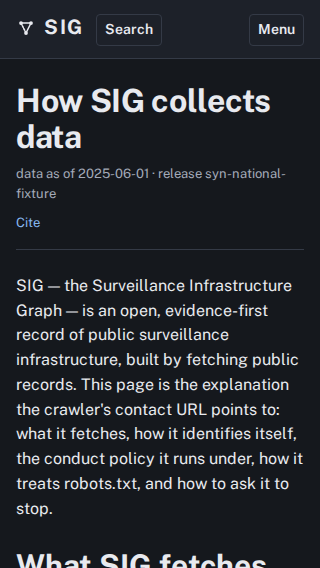 SIG
Search
Menu
How SIG collects
data
data as of 2025-06-01 · release syn-national-
fixture
Cite
SIG — the Surveillance Infrastructure
Graph — is an open, evidence-first
record of public surveillance
infrastructure, built by fetching public
records. This page is the explanation
the crawler's contact URL points to:
what it fetches, how it identifies itself,
the conduct policy it runs under, how it
treats robots.txt, and how to ask it to
stop.
What SIG fetches